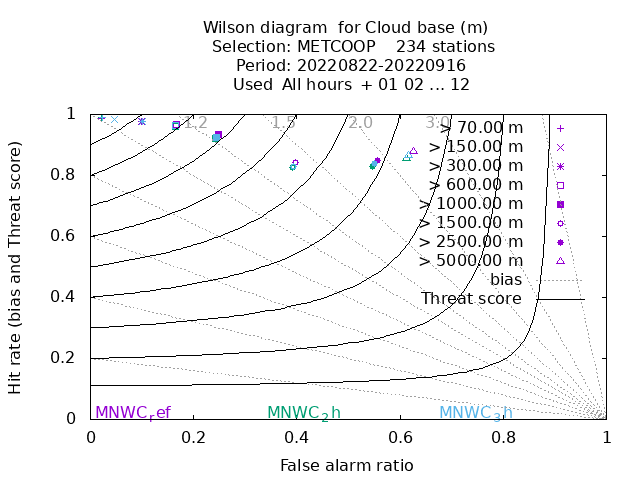 Wilson diagram  for Cloud base (m)
Selection: METCOOP    234 stations
Period: 20220822-20220916
Used  All hours  + 01 02 ... 12
Hit rate (bias and Threat score)
1
0.8
0.6
0.4
0.2
0
1.2
1.5
2.0
3.0
> 70.00 m
> 150.00 m
> 300.00 m
> 600.00 m
> 1000.00 m
> 1500.00 m
> 2500.00 m
> 5000.00 m
bias
Threat score
MNWC_ref MNWC_2h MNWC_3h
0 0.2 0.4 0.6 0.8 1
False alarm ratio